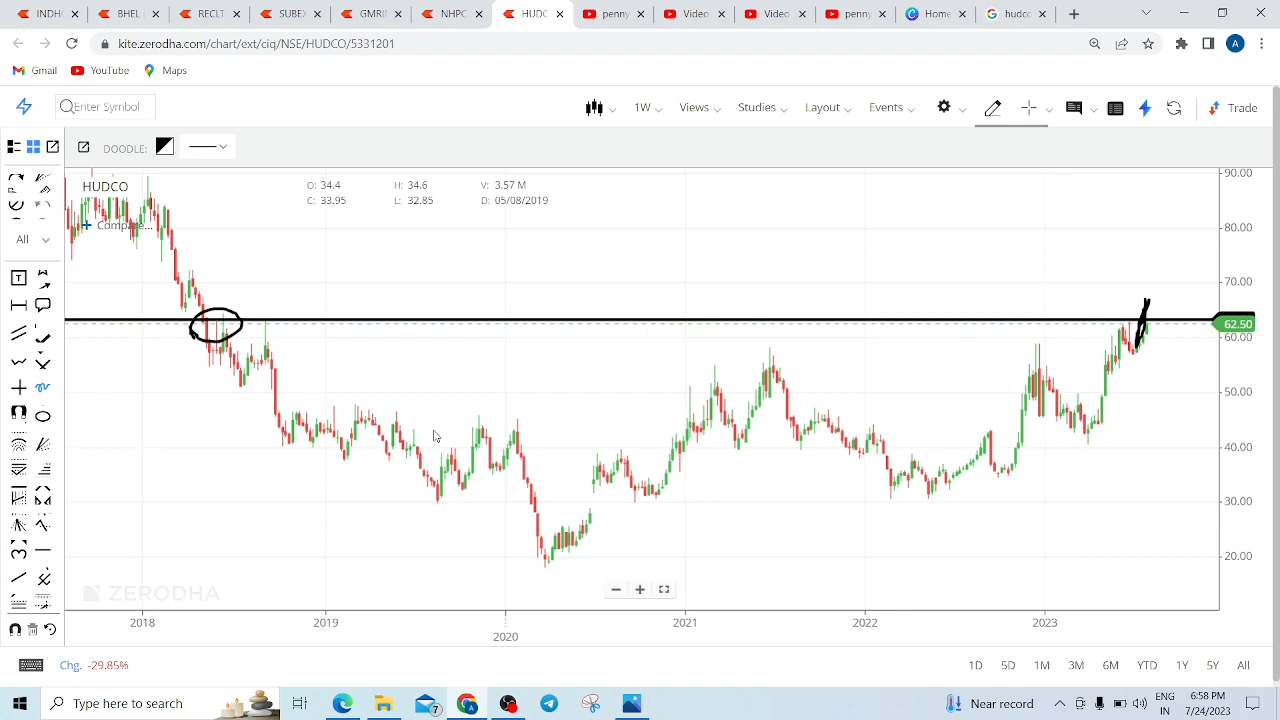 INDH
RECLT
SUBEX
GMRI
NHPC
HUDC
penny
Video
Video
penny
Home
hudco
kite.zerodha.com/chart/ext/ciq/NSE/HUDCO/5331201
A
Gmail
YouTube
Maps
Enter Symbol
1W
Views
Studies
Layout
Events
Trade
DOODLE:
HUDCO
O: 34.4
H: 34.6
V: 3.57 M
C: 33.95
L: 32.85
D: 05/08/2019
+ Compare...
All
T
90.00
80.00
70.00
62.50
60.00
50.00
40.00
30.00
20.00
ZERODHA
2018
2019
2020
2021
2022
2023
Chg. -29.85%
1D
5D
1M
3M
6M
YTD
1Y
5Y
All
Type here to search
7
A
Near record
ENG
IN
6:58 PM
7/24/2023